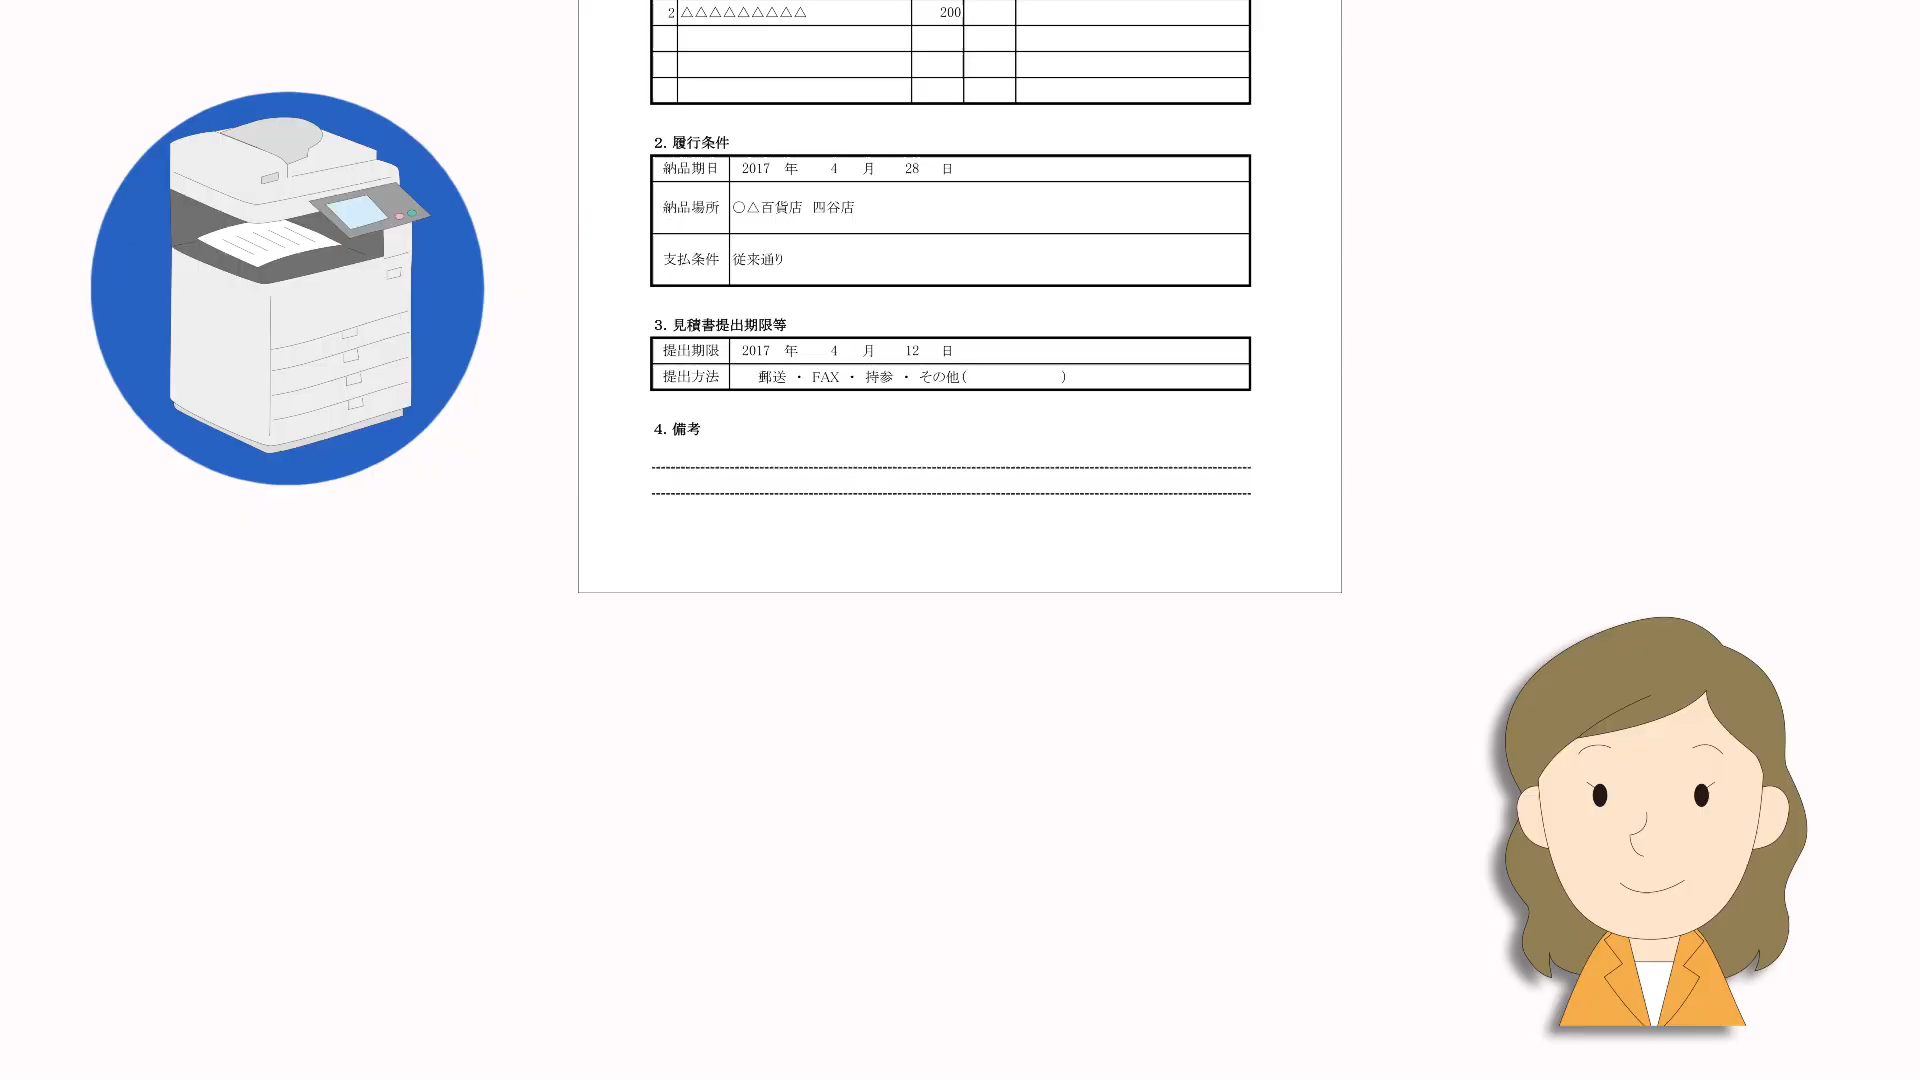 2 △△△△△△△△△ 200
2. 履行条件
納品期日 2017 年 4 月 28 日
納品場所 ○△百貨店 四谷店
支払条件 従来通り
3. 見積書提出期限等
提出期限 2017 年 4 月 12 日
提出方法 郵送 ・ FAX ・ 持参 ・ その他( )
4. 備考